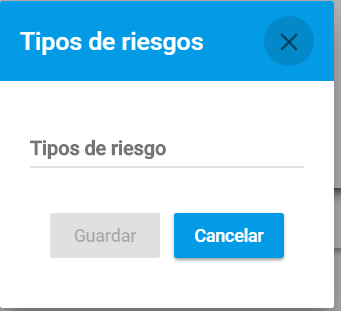 Tipos de riesgos
Tipos de riesgo
Guardar
Cancelar